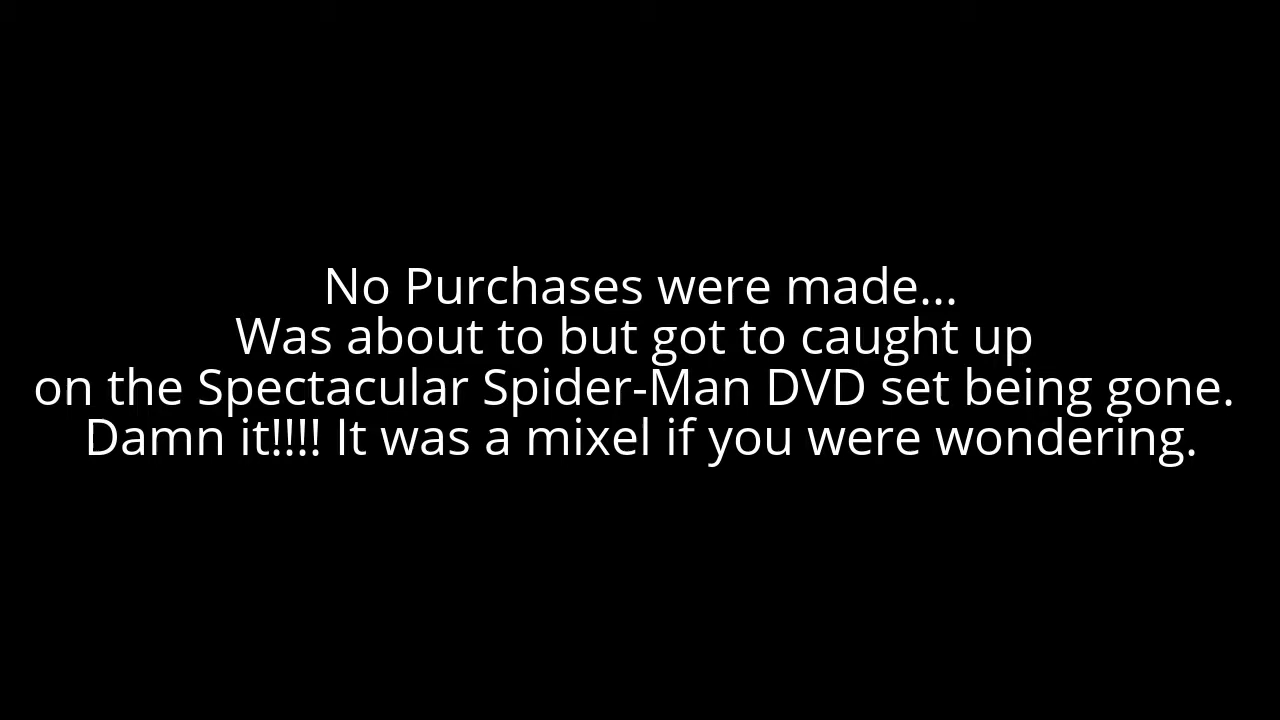 No Purchases were made...
Was about to but got to caught up
on the Spectacular Spider-Man DVD set being gone.
Damn it!!!! It was a mixel if you were wondering.